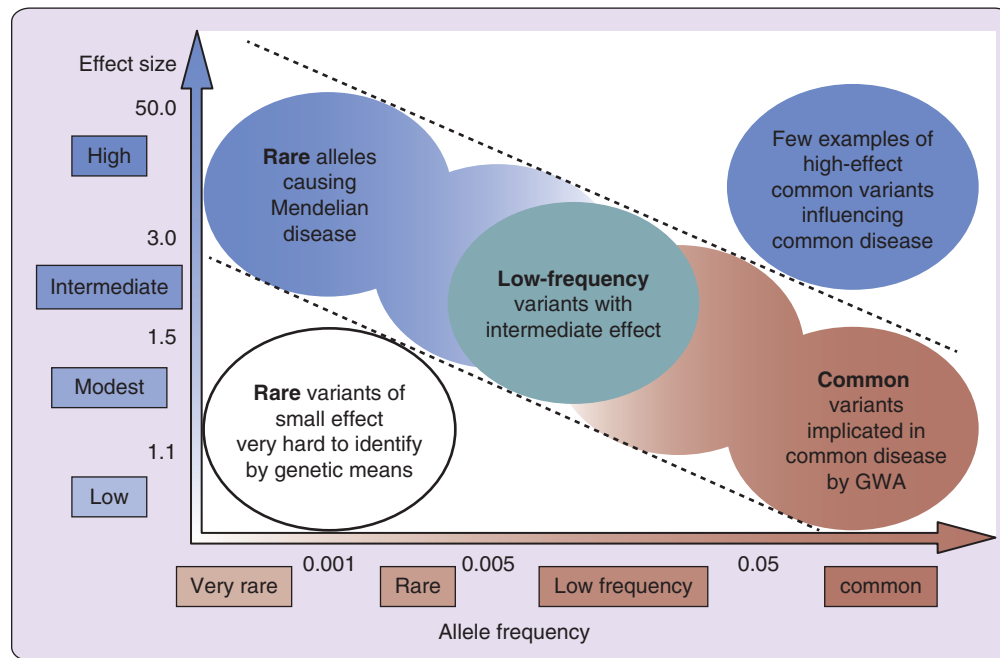 Effect size
50.0
High
3.0
Intermediate
1.5
Modest
1.1
Low
Rare alleles
causing
Mendelian
disease
Few examples of
high-effect
common variants
influencing
common disease
Low-frequency
variants with
intermediate effect
Rare variants of
small effect
very hard to identify
by genetic means
Common
variants
implicated in
common disease
by GWA
0.001
0.005
0.05
Very rare
Rare
Low frequency
common
Allele frequency